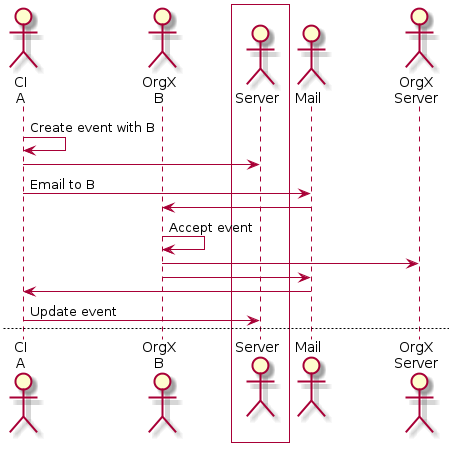 CI
A
OrgX
B
Server
Mail
OrgX
Server
Create event with B
Email to B
Accept event
Update event
CI
A
OrgX
B
Server
Mail
OrgX
Server